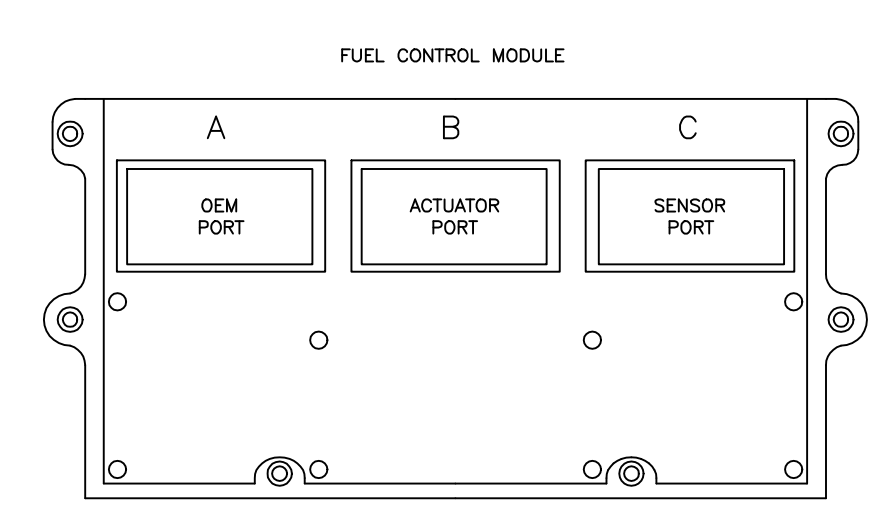 FUEL CONTROL MODULE
A B C
OEM
PORT
ACTUATOR
PORT
SENSOR
PORT